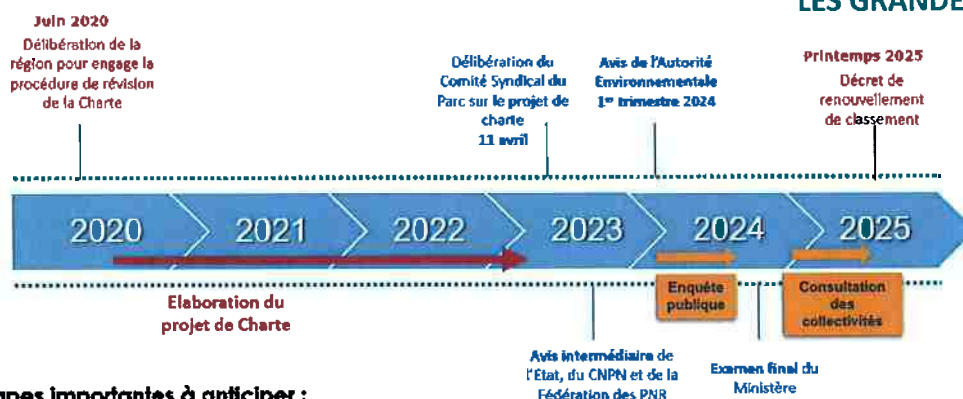 LES GRANDE
Juin 2020
Délibération de la
région pour engage la
procédure de révision
de la Charte
Délibération du
Comité Syndical du
Parc sur le projet de
charte
11 avril
Avis de l'Autorité
Environnementale
1er trimestre 2024
Printemps 2025
Décret de
renouvellement
de classement
2020
2021
2022
2023
2024
2025
Elaboration du
projet de Charte
Enquête
publique
Consultation
des
collectivités
Avis intermédiaire de
l'État, du CNPN et de la
Fédération des PNR
Examen final du
Ministère
apes importantes à anticiper :